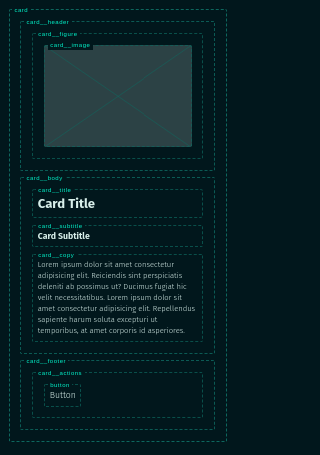 card
card__header
card__figure
card__image
card__body
card__title
Card Title
card__subtitle
Card Subtitle
card__copy
Lorem ipsum dolor sit amet consectetur
adipisicing elit. Reiciendis sint perspiciatis
deleniti ab possimus ut? Ducimus fugiat hic
velit necessitatibus. Lorem ipsum dolor sit
amet consectetur adipisicing elit. Repellendus
sapiente harum soluta excepturi ut
temporibus, at amet corporis id asperiores.
card__footer
card__actions
button
Button